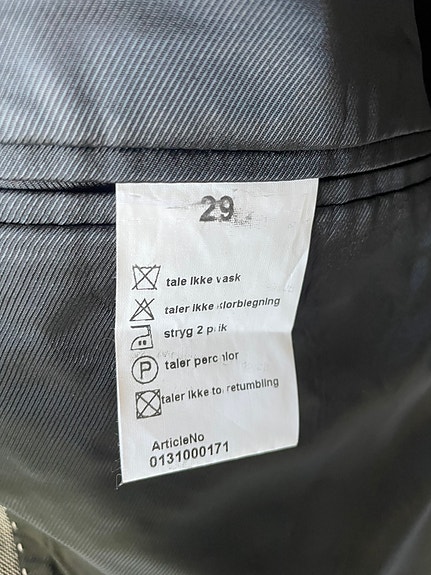 29
tale Ikke vask
taler Ikke klorblegning
stryg 2 prik
taler perchlor
P
taler Ikke tørretumbling
ArticleNo
0131000171